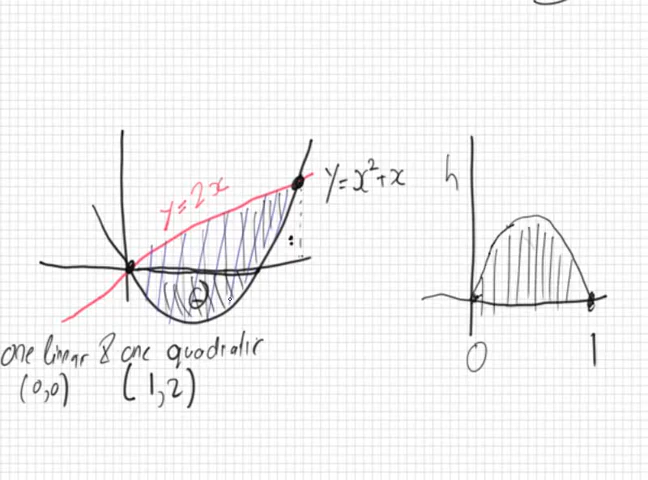 y=2x
y=x²+x
h
⊖
one linear & one quadratic
(0,0) (1,2)
0 1